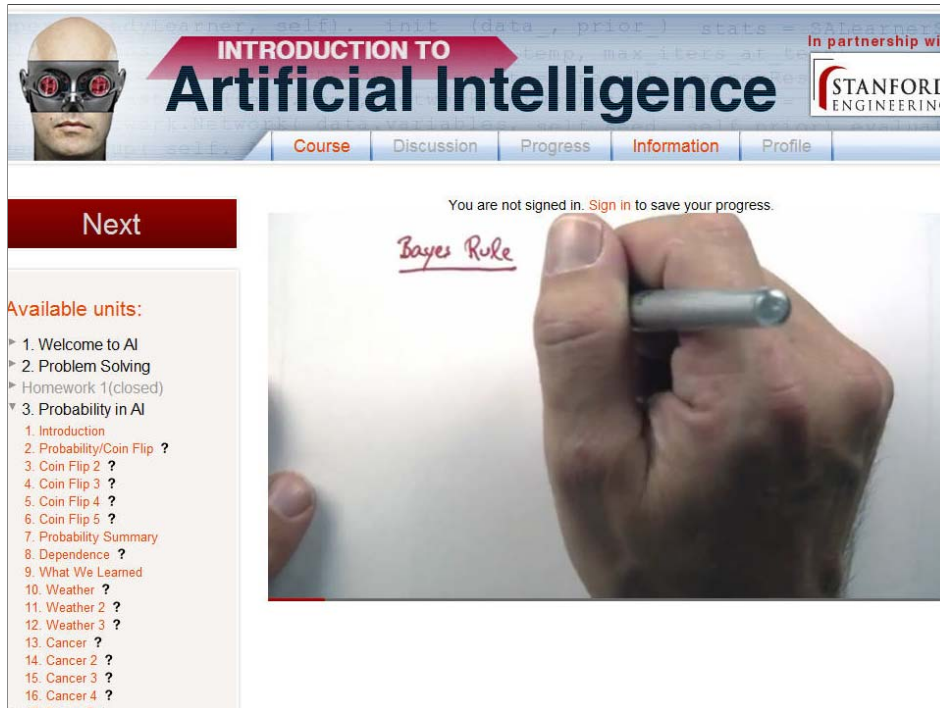 INTRODUCTION TO
Artificial Intelligence
In partnership wi
STANFORD
ENGINEERING
Course Discussion Progress Information Profile
Next
You are not signed in. Sign in to save your progress.
Bayes Rule
Available units:
1. Welcome to AI
2. Problem Solving
Homework 1(closed)
3. Probability in AI
1. Introduction
2. Probability/Coin Flip ?
3. Coin Flip 2 ?
4. Coin Flip 3 ?
5. Coin Flip 4 ?
6. Coin Flip 5 ?
7. Probability Summary
8. Dependence ?
9. What We Learned
10. Weather ?
11. Weather 2 ?
12. Weather 3 ?
13. Cancer ?
14. Cancer 2 ?
15. Cancer 3 ?
16. Cancer 4 ?